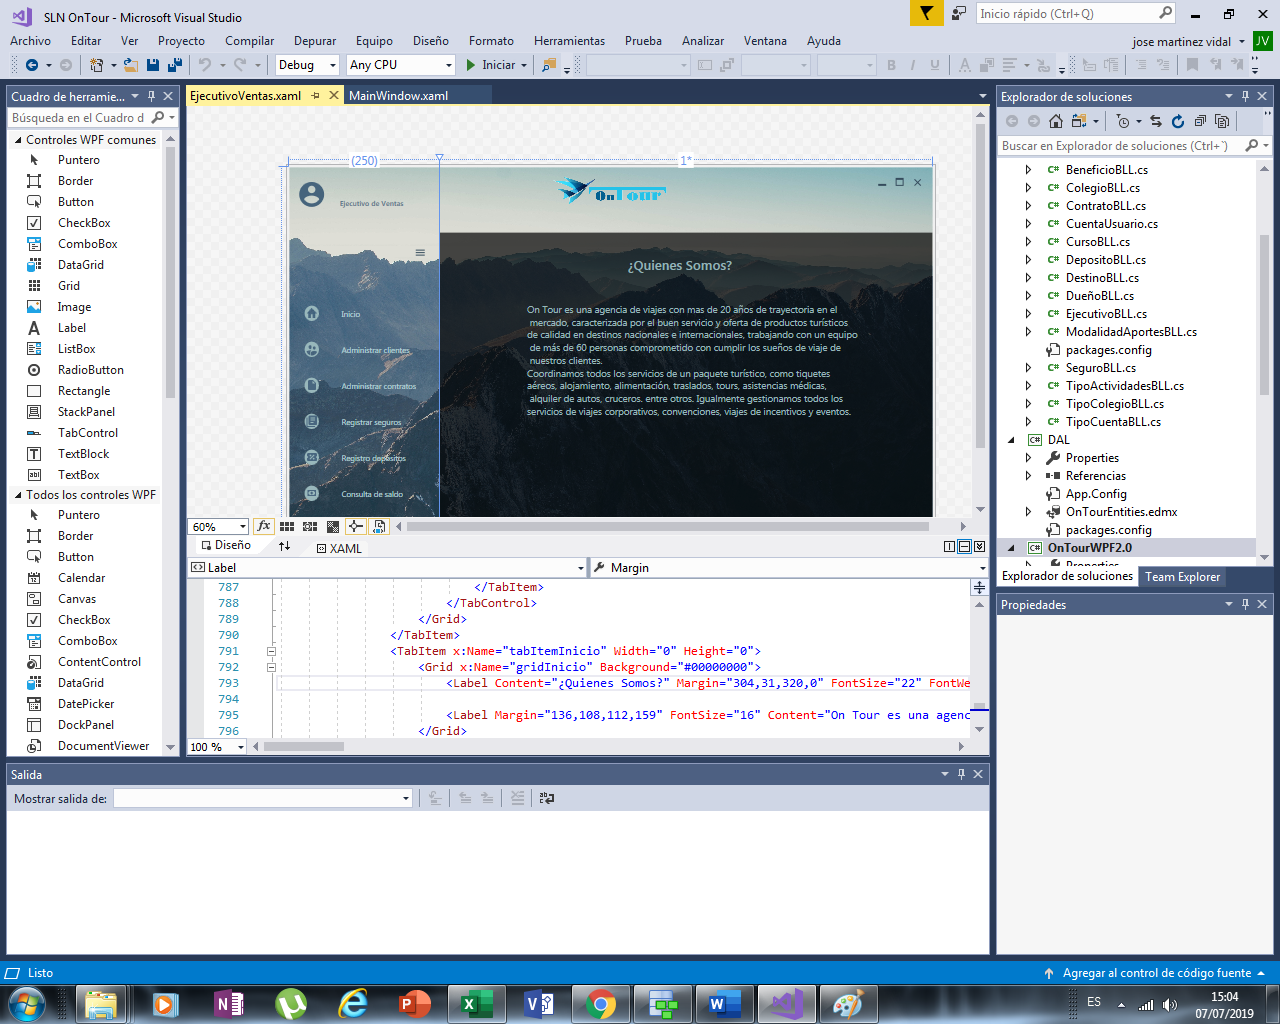 SLN OnTour - Microsoft Visual Studio
Inicio rápido (Ctrl+Q)
Archivo Editar Ver Proyecto Compilar Depurar Equipo Diseño Formato Herramientas Prueba Analizar Ventana Ayuda
jose martinez vidal JV
Debug Any CPU Iniciar
Cuadro de herramie...
Búsqueda en el Cuadro d
Controles WPF comunes
Puntero
Border
Button
CheckBox
ComboBox
DataGrid
Grid
Image
Label
ListBox
RadioButton
Rectangle
StackPanel
TabControl
TextBlock
TextBox
Todos los controles WPF
Puntero
Border
Button
Calendar
Canvas
CheckBox
ComboBox
ContentControl
DataGrid
DatePicker
DockPanel
DocumentViewer
EjecutivoVentas.xaml MainWindow.xaml
(250) 1*
Ejecutivo de Ventas
OnTour
Inicio
Administrar clientes
Administrar contratos
Registrar seguros
Registro depósitos
Consulta de saldo
¿Quienes Somos?
On Tour es una agencia de viajes con mas de 20 años de trayectoria en el
mercado, caracterizada por el buen servicio y oferta de productos turísticos
de calidad en destinos nacionales e internacionales, trabajando con un equipo
de más de 60 personas comprometido con cumplir los sueños de viaje de
nuestros clientes.
Coordinamos todos los servicios de un paquete turístico, como tiquetes
aéreos, alojamiento, alimentación, traslados, tours, asistencias médicas,
alquiler de autos, cruceros. entre otros. Igualmente gestionamos todos los
servicios de viajes corporativos, convenciones, viajes de incentivos y eventos.
60%
Diseño XAML
Label Margin
787 </TabItem>
788 </TabControl>
789 </Grid>
790 </TabItem>
791 <TabItem x:Name="tabItemInicio" Width="0" Height="0">
792 <Grid x:Name="gridInicio" Background="#00000000">
793 <Label Content="¿Quienes Somos?" Margin="304,31,320,0" FontSize="22" FontWe
794
795 <Label Margin="136,108,112,159" FontSize="16" Content="On Tour es una agenc
796 </Grid>
100 %
Explorador de soluciones
Buscar en Explorador de soluciones (Ctrl+`)
BeneficioBLL.cs
ColegioBLL.cs
ContratoBLL.cs
CuentaUsuario.cs
CursoBLL.cs
DepositoBLL.cs
DestinoBLL.cs
DueñoBLL.cs
EjecutivoBLL.cs
ModalidadAportesBLL.cs
packages.config
SeguroBLL.cs
TipoActividadesBLL.cs
TipoColegioBLL.cs
TipoCuentaBLL.cs
DAL
Properties
Referencias
App.Config
OnTourEntities.edmx
packages.config
OnTourWPF2.0
Properties
Explorador de soluciones Team Explorer
Propiedades
Salida
Mostrar salida de:
Listo
Agregar al control de código fuente
ES
15:04
07/07/2019